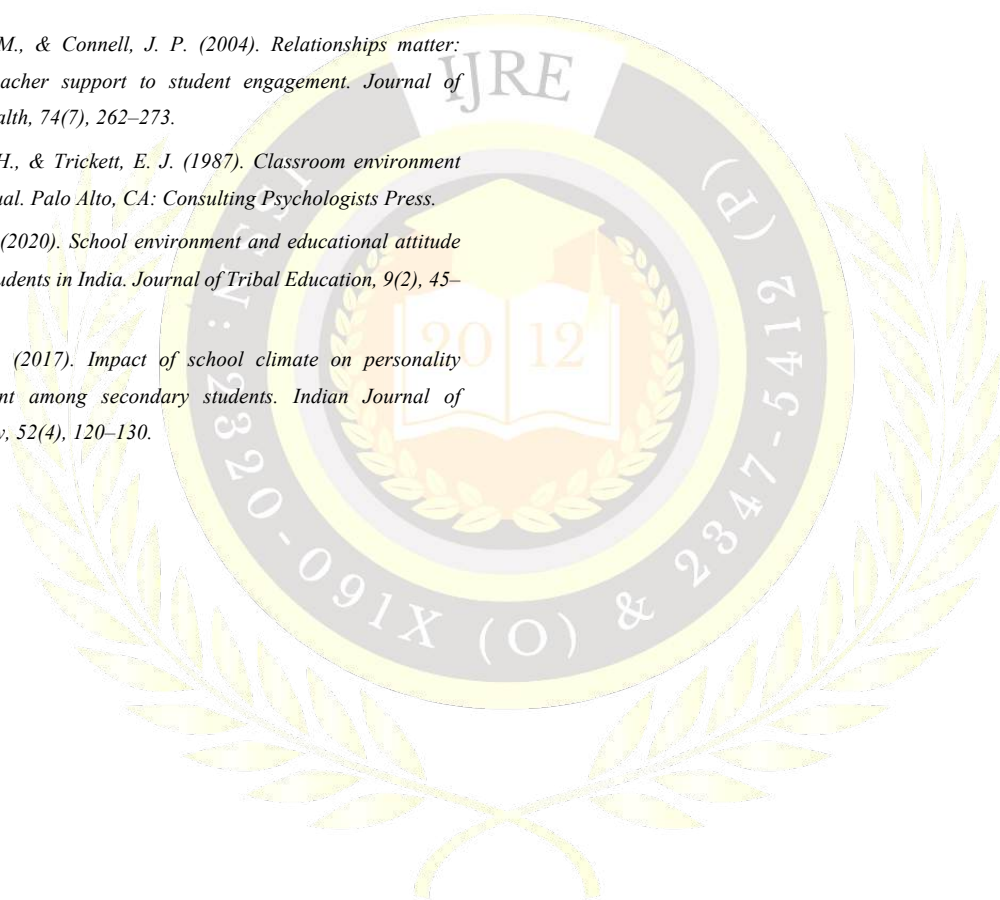 M., & Connell, J. P. (2004). Relationships matter:
acher support to student engagement. Journal of
alth, 74(7), 262–273.
H., & Trickett, E. J. (1987). Classroom environment
ual. Palo Alto, CA: Consulting Psychologists Press.
(2020). School environment and educational attitude
udents in India. Journal of Tribal Education, 9(2), 45–
(2017). Impact of school climate on personality
nt among secondary students. Indian Journal of
y, 52(4), 120–130.
IJRE
20 12
ISSN: 2320-091X (O) & 2347-5412 (P)